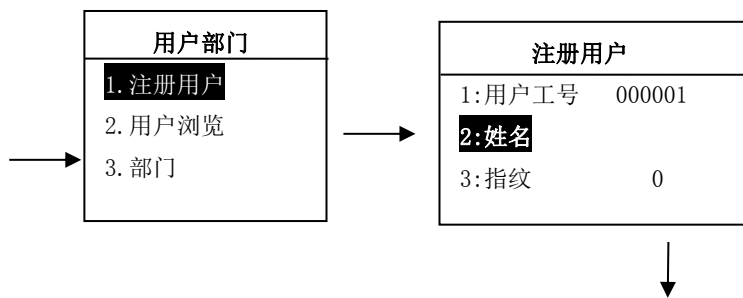 用户部门
1.注册用户
2.用户浏览
3.部门
注册用户
1:用户工号 000001
2:姓名
3:指纹 0